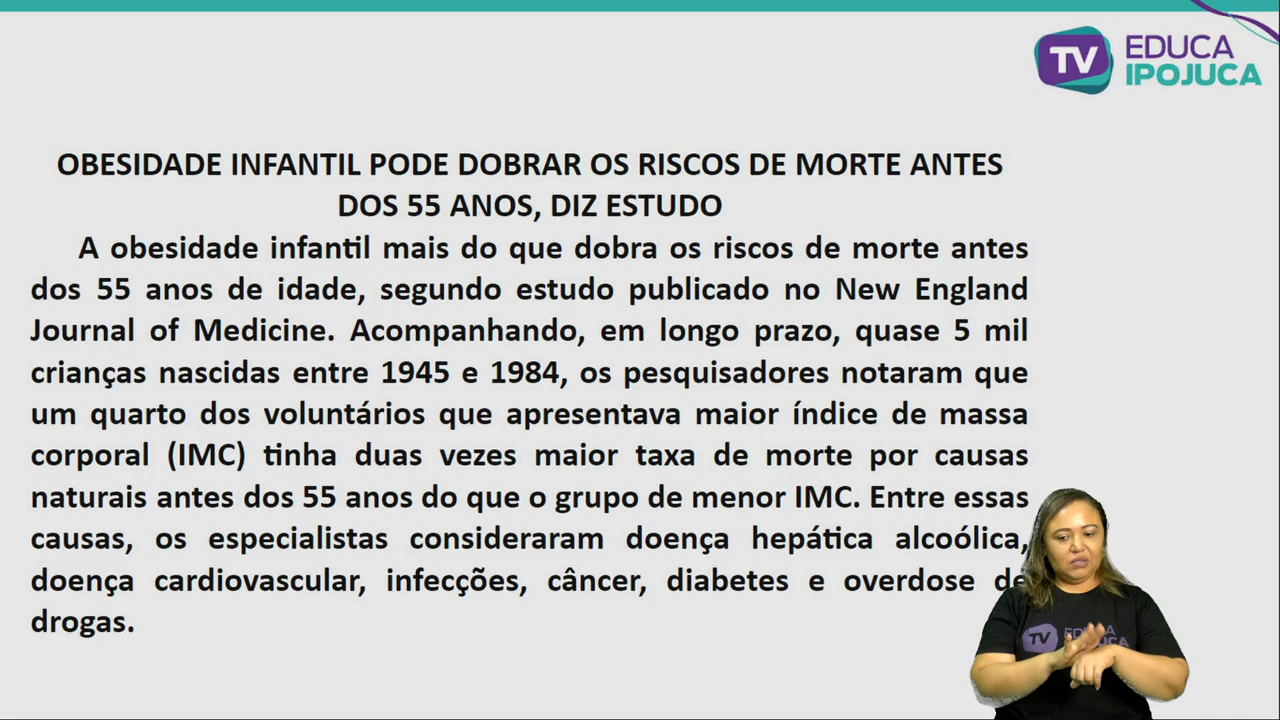 TV EDUCA
IPOJUCA
OBESIDADE INFANTIL PODE DOBRAR OS RISCOS DE MORTE ANTES
DOS 55 ANOS, DIZ ESTUDO
A obesidade infantil mais do que dobra os riscos de morte antes
dos 55 anos de idade, segundo estudo publicado no New England
Journal of Medicine. Acompanhando, em longo prazo, quase 5 mil
crianças nascidas entre 1945 e 1984, os pesquisadores notaram que
um quarto dos voluntários que apresentava maior índice de massa
corporal (IMC) tinha duas vezes maior taxa de morte por causas
naturais antes dos 55 anos do que o grupo de menor IMC. Entre essas
causas, os especialistas consideraram doença hepática alcoólica,
doença cardiovascular, infecções, câncer, diabetes e overdose de
drogas.
TV EDUCA
IPOJUCA